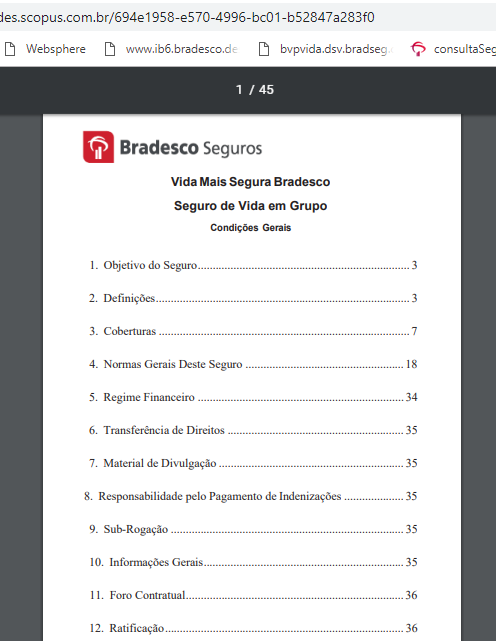 des.scopus.com.br/694e1958-e570-4996-bc01-b52847a283f0
Websphere www.ib6.bradesco.de bvpvida.dsv.bradseg. consultaSeg
1 / 45
Bradesco Seguros
Vida Mais Segura Bradesco
Seguro de Vida em Grupo
Condições Gerais
1. Objetivo do Seguro 3
2. Definições 3
3. Coberturas 7
4. Normas Gerais Deste Seguro 18
5. Regime Financeiro 34
6. Transferência de Direitos 35
7. Material de Divulgação 35
8. Responsabilidade pelo Pagamento de Indenizações 35
9. Sub-Rogação 35
10. Informações Gerais 35
11. Foro Contratual 36
12. Ratificação 36